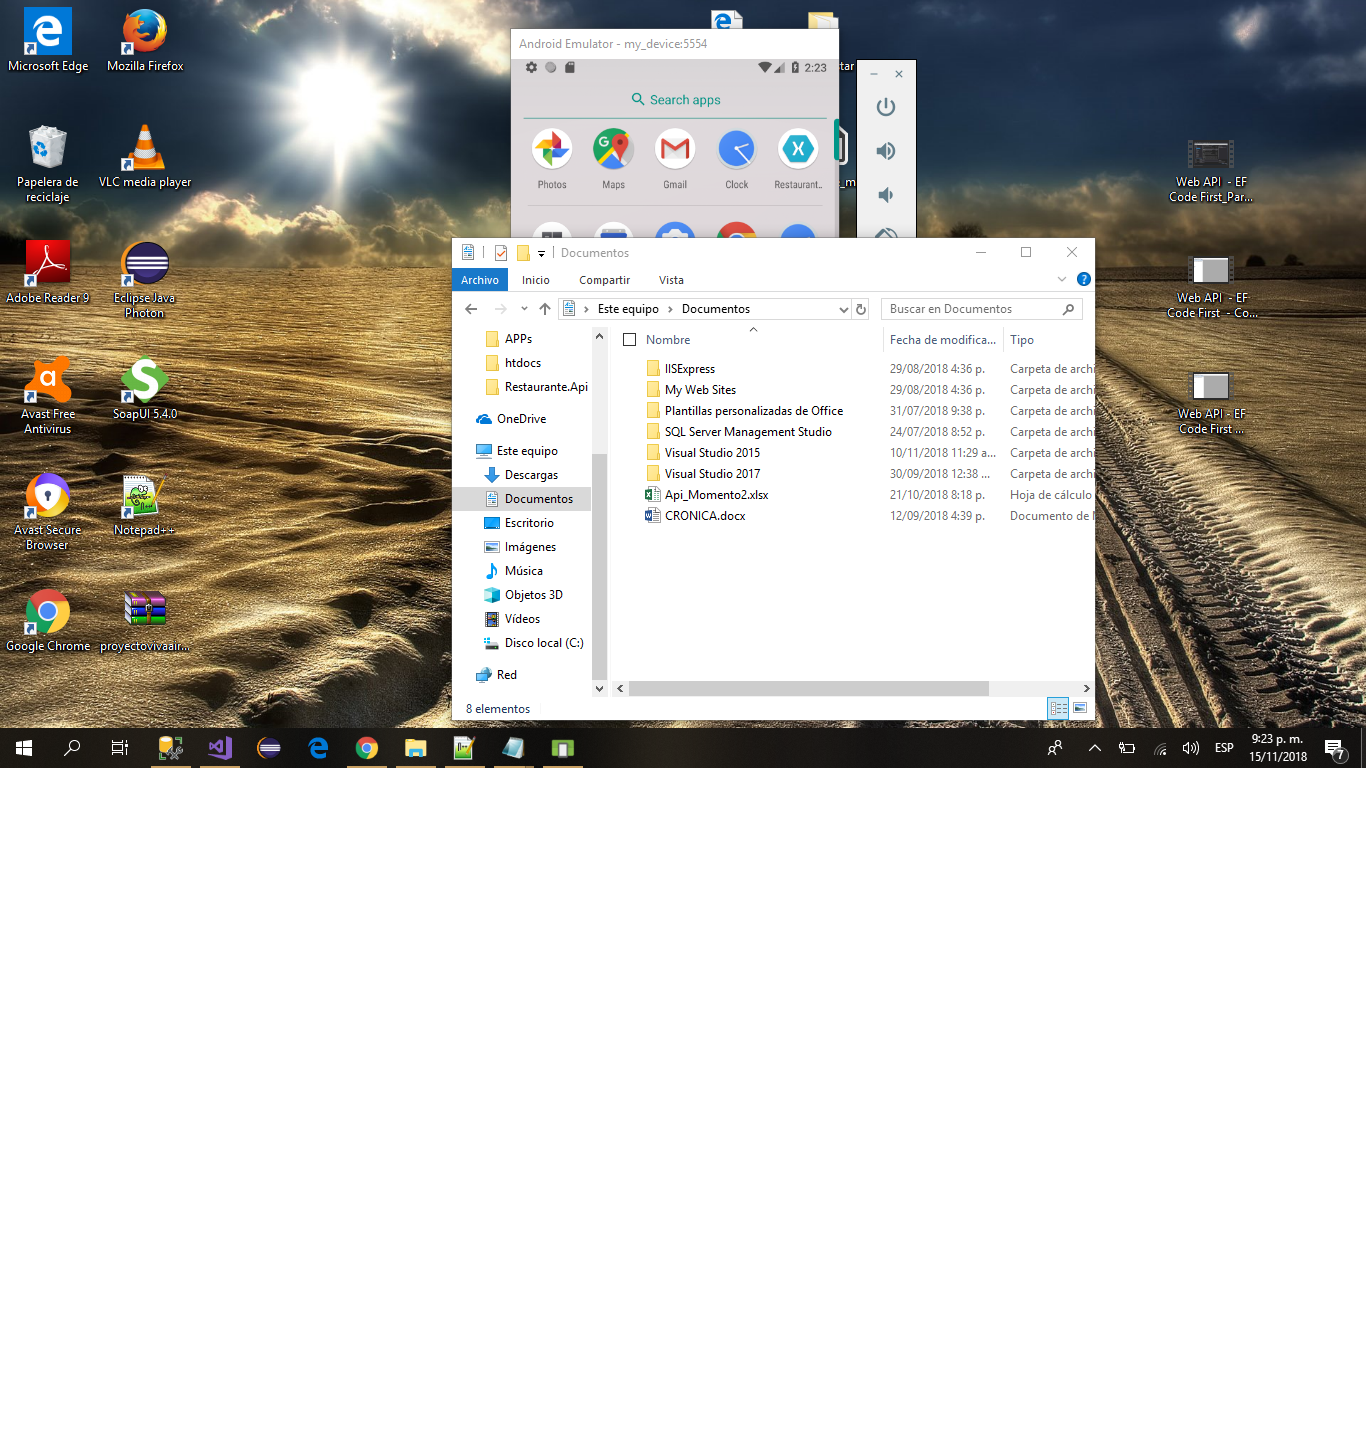 Microsoft Edge
Mozilla Firefox
Papelera de
reciclaje
VLC media player
Adobe Reader 9
Eclipse Java
Photon
Avast Free
Antivirus
SoapUI 5.4.0
Avast Secure
Browser
Notepad++
Google Chrome
proyectovivaair...
Android Emulator - my_device:5554
2:23
tar
Search apps
Photos
Maps
Gmail
Clock
Restaurant..
_m
Web API - EF
Code First_Par...
Web API - EF
Code First - Co...
Web API - EF
Code First ...
Documentos
Archivo
Inicio
Compartir
Vista
Este equipo
Documentos
Buscar en Documentos
APPs
htdocs
Restaurante.Api
OneDrive
Este equipo
Descargas
Documentos
Escritorio
Imágenes
Música
Objetos 3D
Vídeos
Disco local (C:)
Red
Nombre Fecha de modifica... Tipo
IISExpress 29/08/2018 4:36 p. Carpeta de archi
My Web Sites 29/08/2018 4:36 p. Carpeta de archi
Plantillas personalizadas de Office 31/07/2018 9:38 p. Carpeta de archi
SQL Server Management Studio 24/07/2018 8:52 p. Carpeta de archi
Visual Studio 2015 10/11/2018 11:29 a... Carpeta de archi
Visual Studio 2017 30/09/2018 12:38 ... Carpeta de archi
Api_Momento2.xlsx 21/10/2018 8:18 p. Hoja de cálculo
CRONICA.docx 12/09/2018 4:39 p. Documento de
8 elementos
ESP
9:23 p. m.
15/11/2018
7